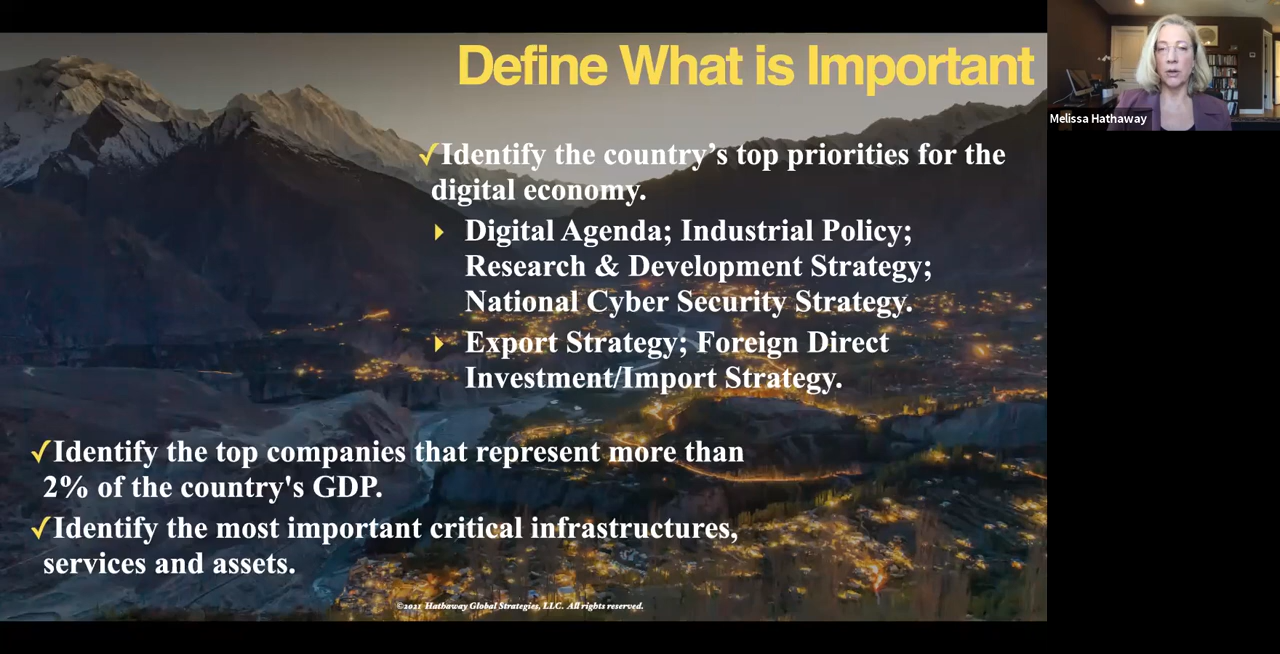 Define What is Important
✓Identify the country’s top priorities for the
digital economy.
Digital Agenda; Industrial Policy;
Research & Development Strategy;
National Cyber Security Strategy.
Export Strategy; Foreign Direct
Investment/Import Strategy.
✓Identify the top companies that represent more than
2% of the country's GDP.
✓Identify the most important critical infrastructures,
services and assets.
©2021 Hathaway Global Strategies, LLC. All rights reserved.
Melissa Hathaway